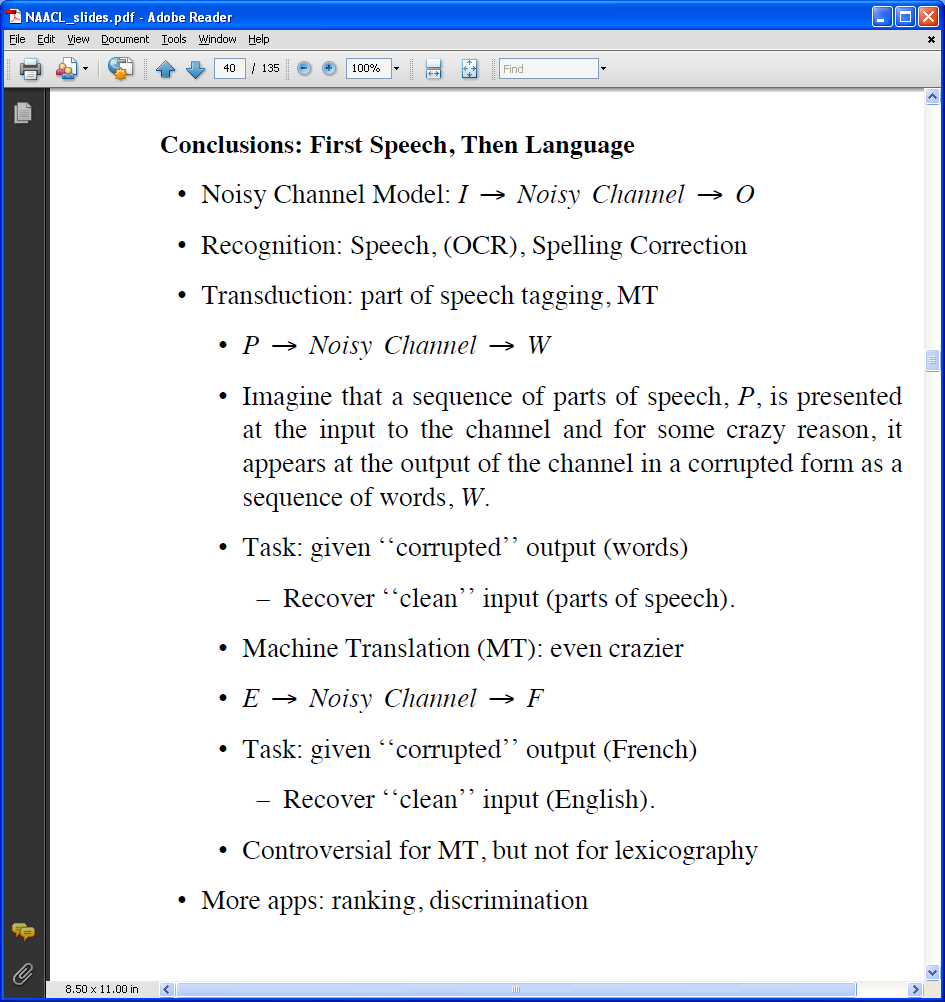 NAACL_slides.pdf - Adobe Reader
File Edit View Document Tools Window Help
40 / 135 100% Find
Conclusions: First Speech, Then Language
• Noisy Channel Model: I → Noisy Channel → O
• Recognition: Speech, (OCR), Spelling Correction
• Transduction: part of speech tagging, MT
• P → Noisy Channel → W
• Imagine that a sequence of parts of speech, P, is presented
at the input to the channel and for some crazy reason, it
appears at the output of the channel in a corrupted form as a
sequence of words, W.
• Task: given ‘‘corrupted’’ output (words)
– Recover ‘‘clean’’ input (parts of speech).
• Machine Translation (MT): even crazier
• E → Noisy Channel → F
• Task: given ‘‘corrupted’’ output (French)
– Recover ‘‘clean’’ input (English).
• Controversial for MT, but not for lexicography
• More apps: ranking, discrimination
8.50 x 11.00 in